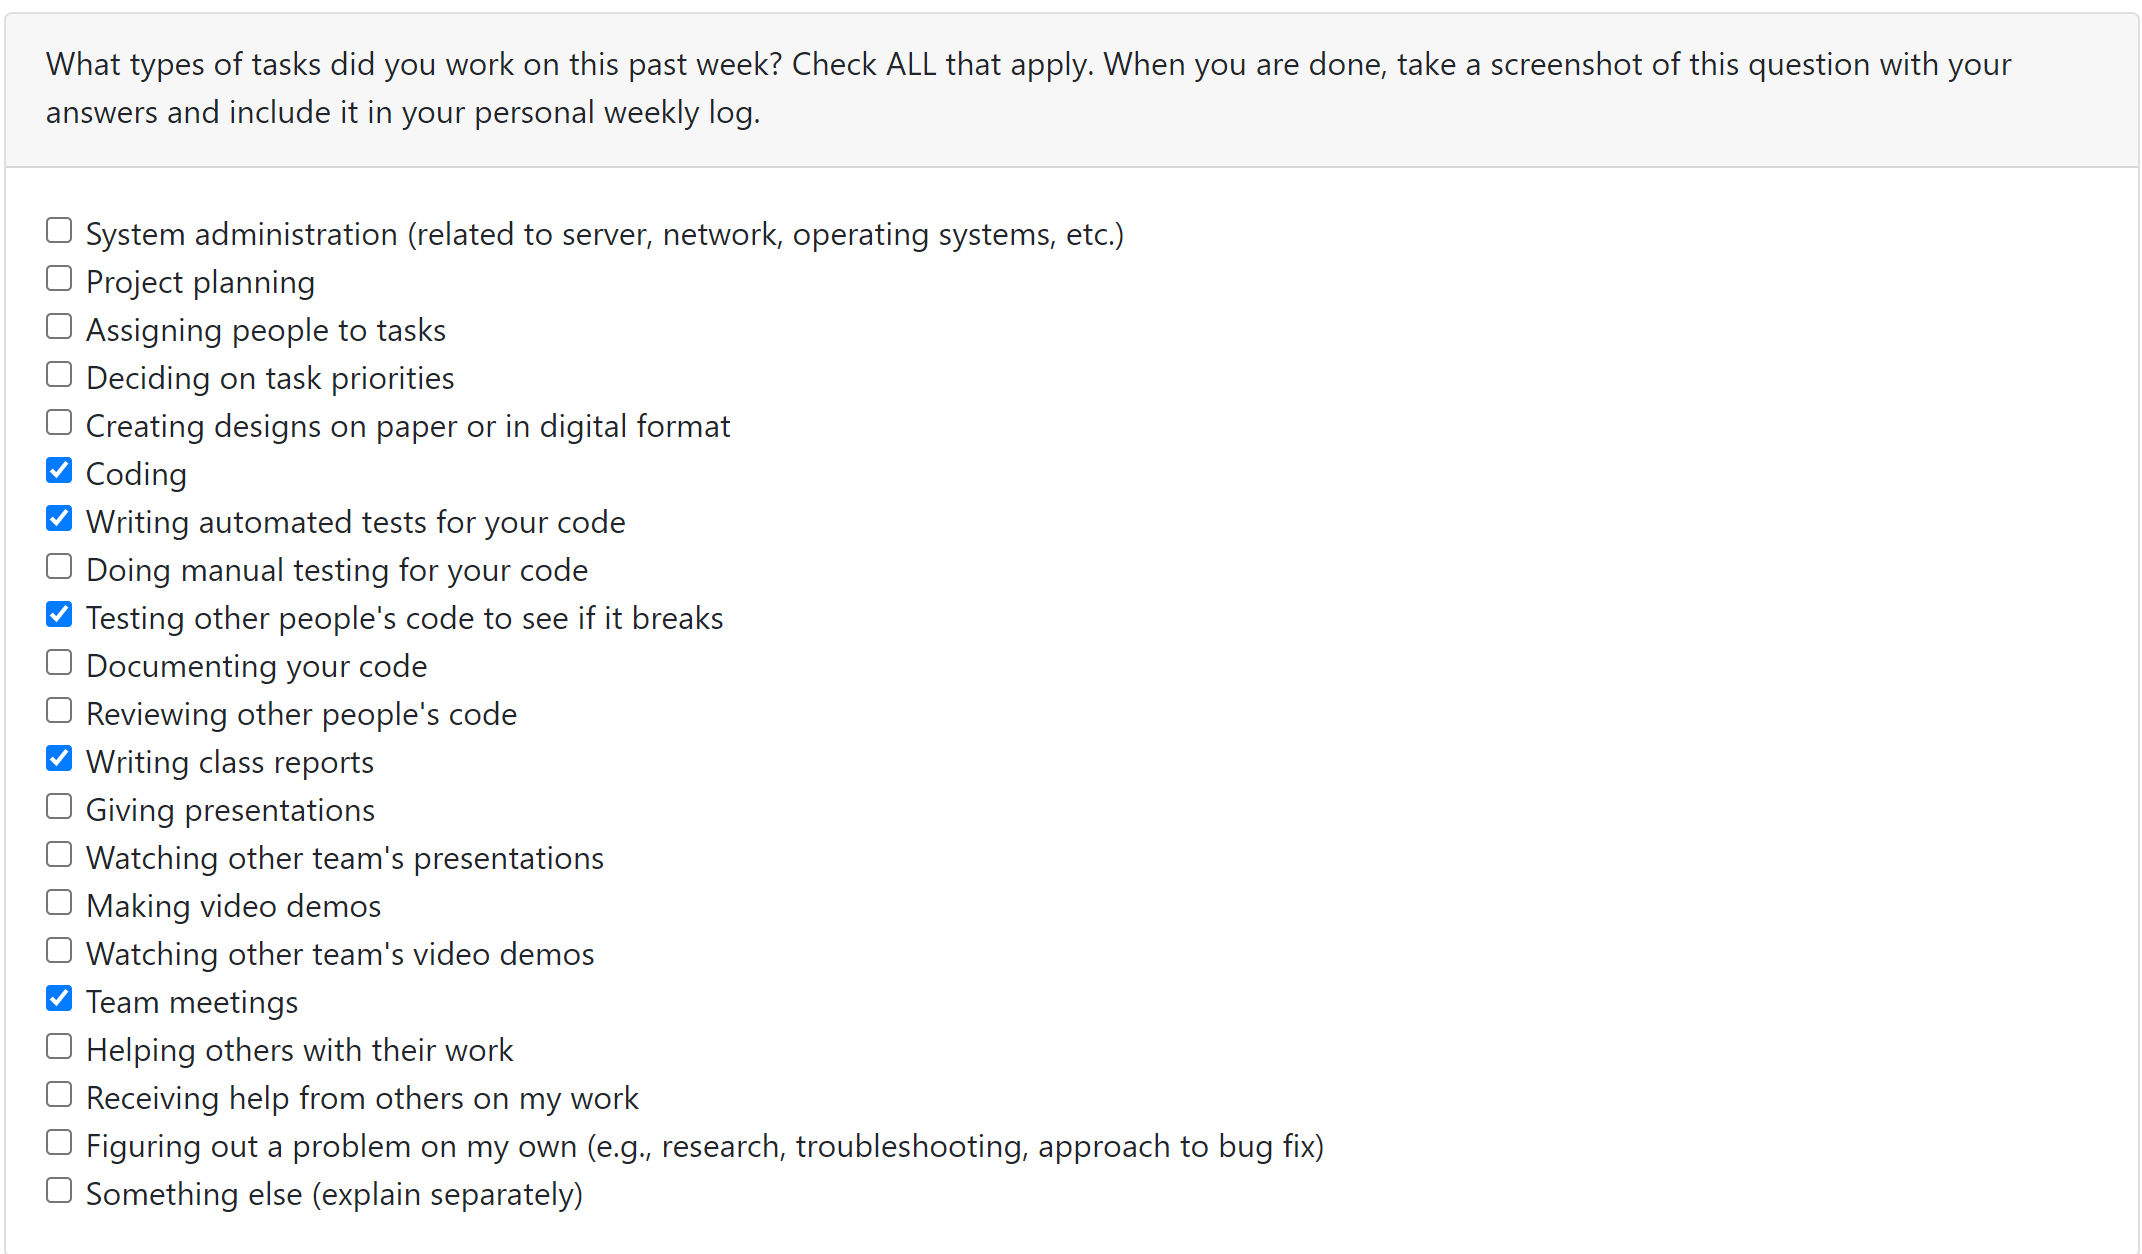 What types of tasks did you work on this past week? Check ALL that apply. When you are done, take a screenshot of this question with your
answers and include it in your personal weekly log.
System administration (related to server, network, operating systems, etc.)
Project planning
Assigning people to tasks
Deciding on task priorities
Creating designs on paper or in digital format
Coding
Writing automated tests for your code
Doing manual testing for your code
Testing other people's code to see if it breaks
Documenting your code
Reviewing other people's code
Writing class reports
Giving presentations
Watching other team's presentations
Making video demos
Watching other team's video demos
Team meetings
Helping others with their work
Receiving help from others on my work
Figuring out a problem on my own (e.g., research, troubleshooting, approach to bug fix)
Something else (explain separately)